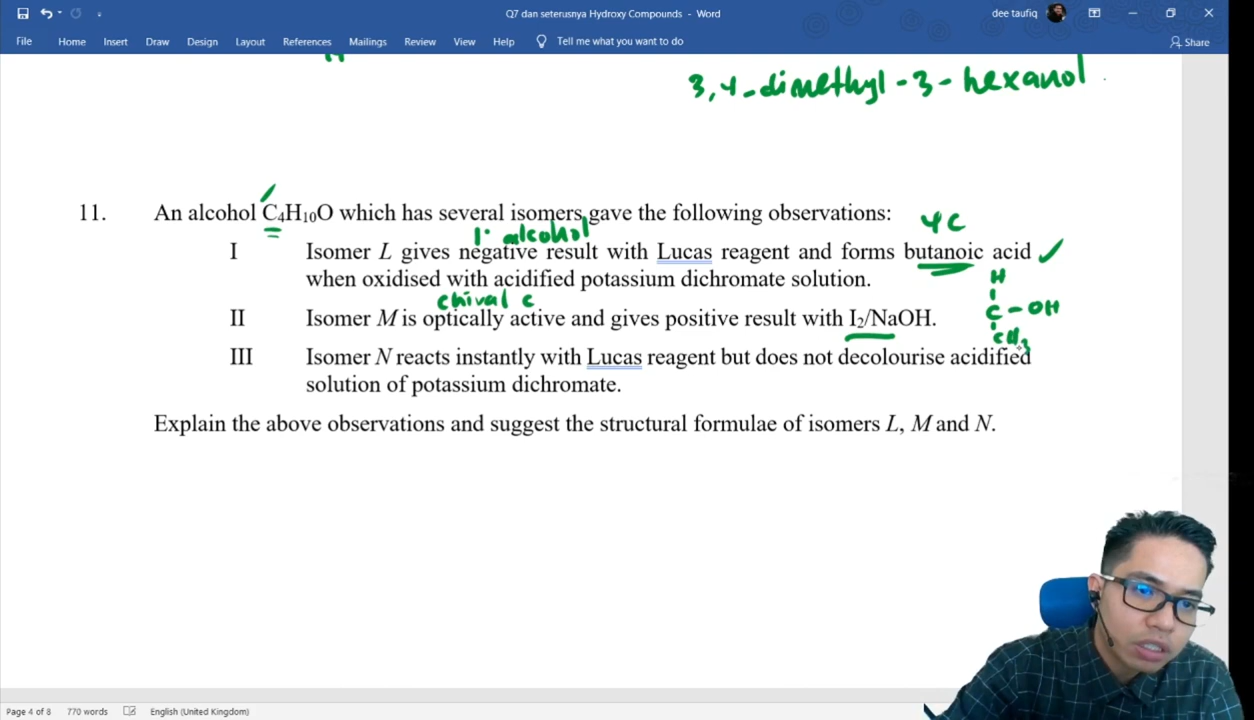 Q7 dan seterusnya Hydroxy Compounds - Word
dee taufiq
File Home Insert Draw Design Layout References Mailings Review View Help Tell me what you want to do Share
3,4-dimethyl-3-hexanol
11. An alcohol C₄H₁₀O which has several isomers gave the following observations:
4C
1° alcohol
I Isomer L gives negative result with Lucas reagent and forms butanoic acid
when oxidised with acidified potassium dichromate solution.
H
chiral C
C - OH
II Isomer M is optically active and gives positive result with I₂/NaOH.
CH₃
III Isomer N reacts instantly with Lucas reagent but does not decolourise acidified
solution of potassium dichromate.
Explain the above observations and suggest the structural formulae of isomers L, M and N.
Page 4 of 8 770 words English (United Kingdom)